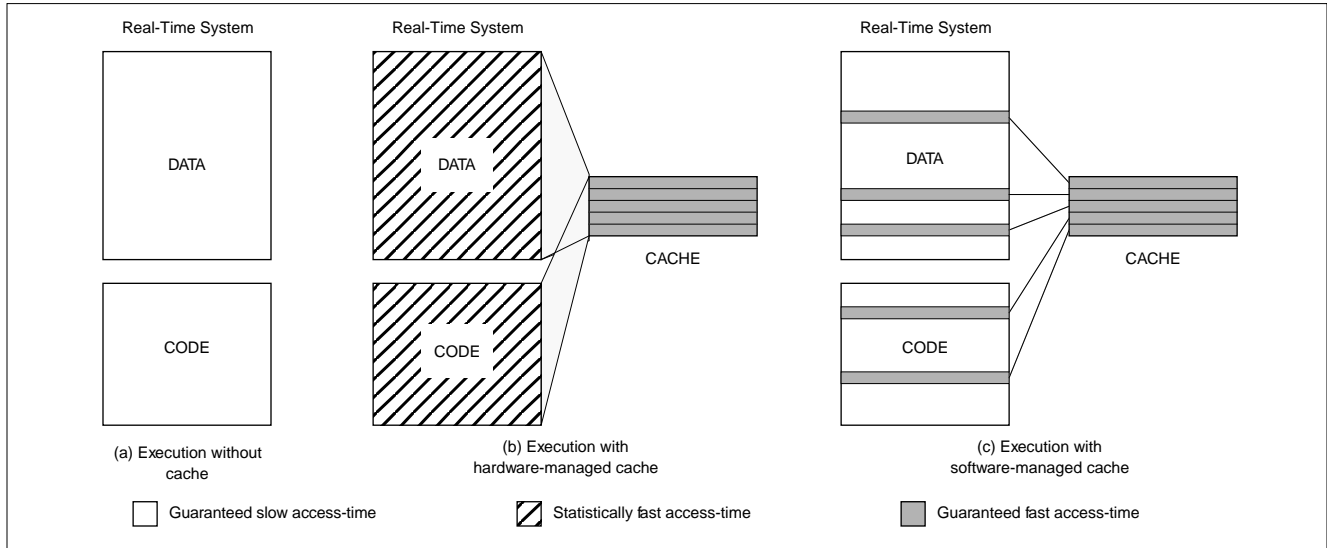 Real-Time System
DATA
CODE
(a) Execution without
cache
Real-Time System
DATA
CODE
CACHE
(b) Execution with
hardware-managed cache
Real-Time System
DATA
CODE
CACHE
(c) Execution with
software-managed cache
Guaranteed slow access-time
Statistically fast access-time
Guaranteed fast access-time